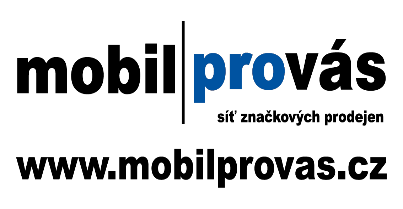 mobil provás
síť značkových prodejen
www.mobilprovas.cz